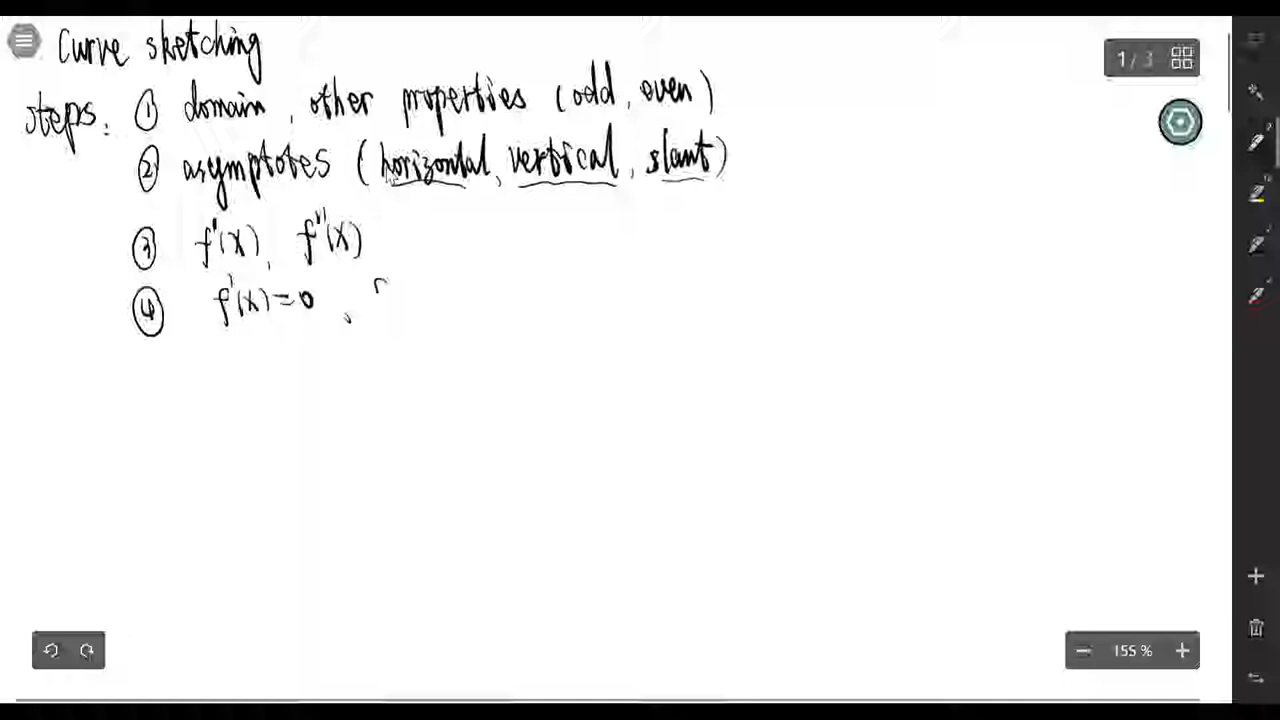 Curve sketching
steps: ① domain, other properties (odd, even)
② asymptotes (horizontal, vertical, slant)
③ f'(x), f''(x)
④ f'(x)=0,
1/3
155 %